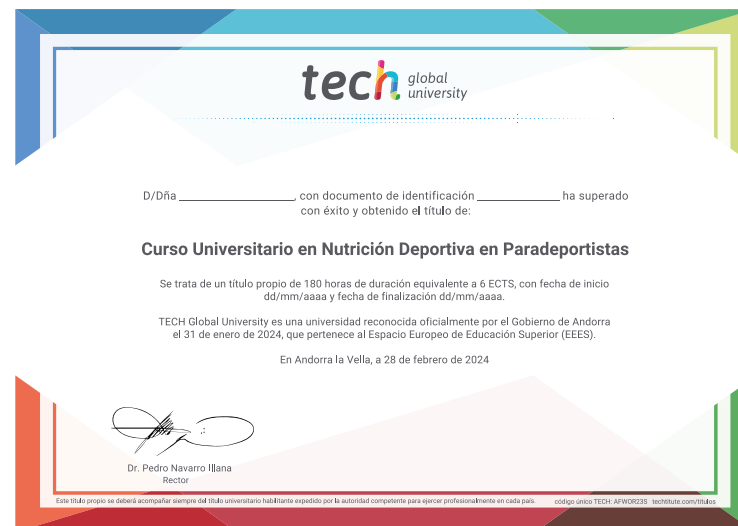 tech global university
D/Dña ____________________, con documento de identificación ______________ ha superado
con éxito y obtenido el título de:
Curso Universitario en Nutrición Deportiva en Paradeportistas
Se trata de un título propio de 180 horas de duración equivalente a 6 ECTS, con fecha de inicio
dd/mm/aaaa y fecha de finalización dd/mm/aaaa.
TECH Global University es una universidad reconocida oficialmente por el Gobierno de Andorra
el 31 de enero de 2024, que pertenece al Espacio Europeo de Educación Superior (EEES).
En Andorra la Vella, a 28 de febrero de 2024
Dr. Pedro Navarro Illana
Rector
Este título propio se deberá acompañar siempre del título universitario habilitante expedido por la autoridad competente para ejercer profesionalmente en cada país. código único TECH: AFWOR23S techtitute.com/titulos